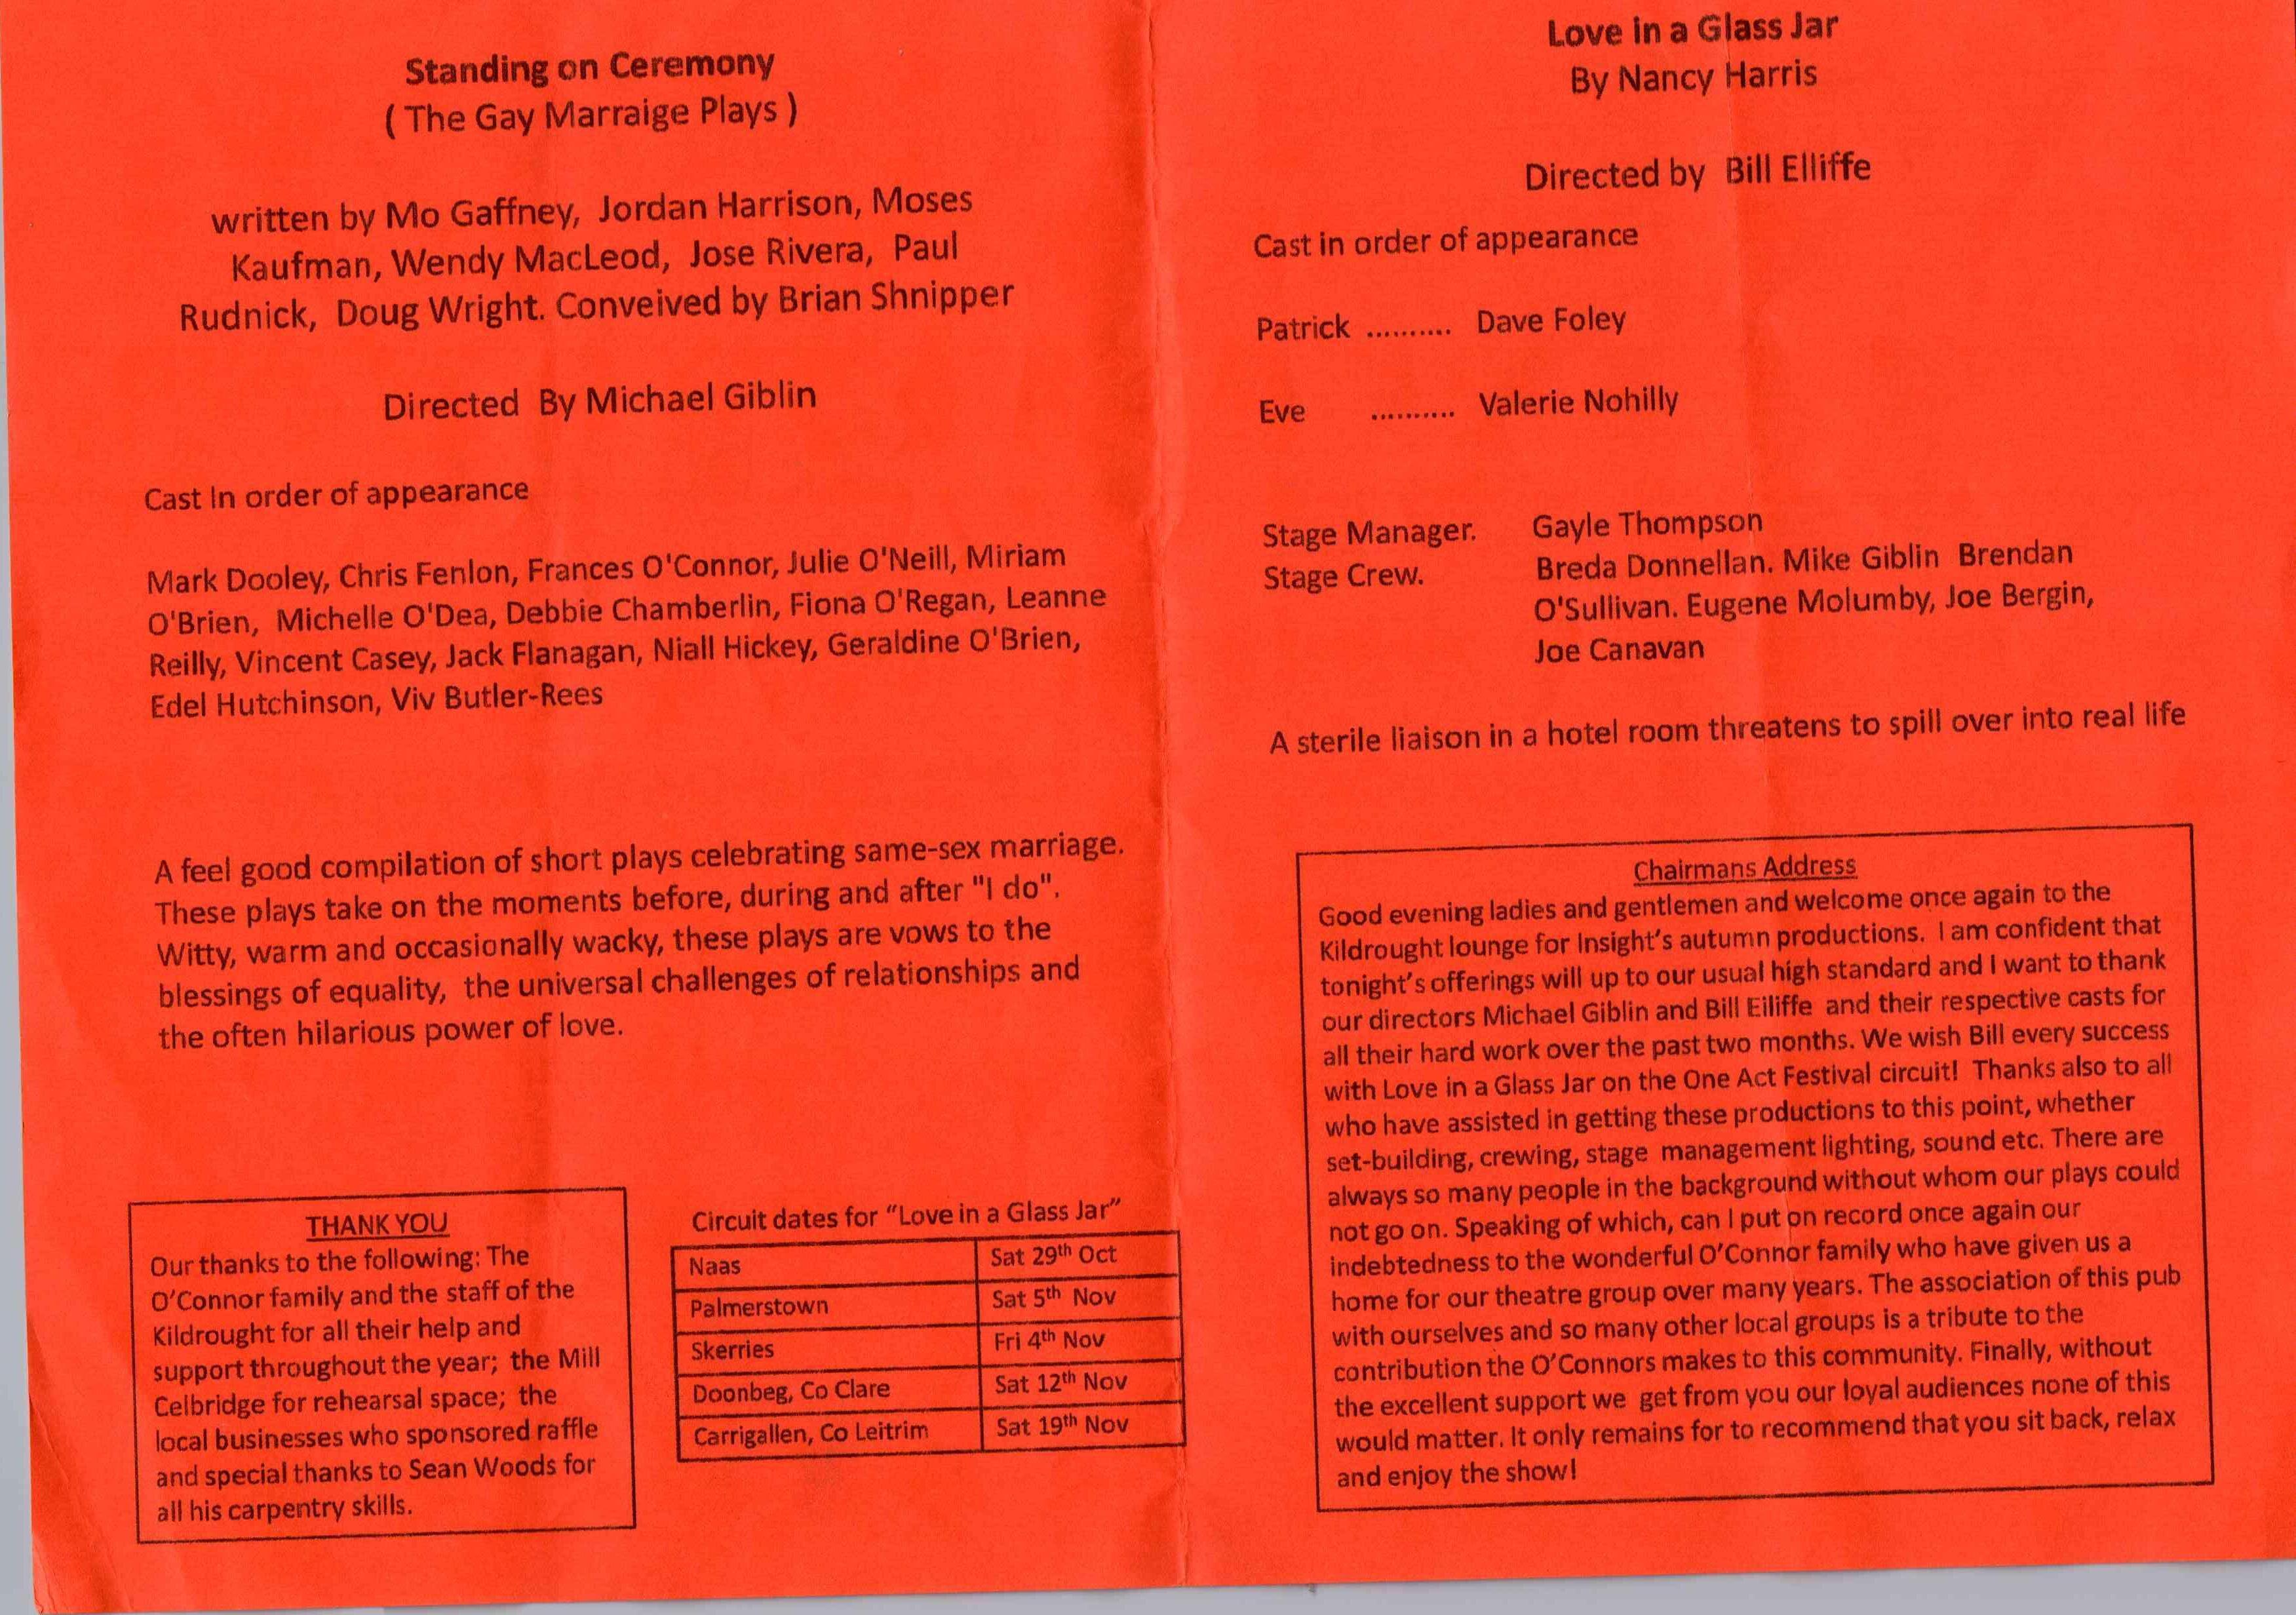 Standing on Ceremony
( The Gay Marraige Plays )
written by Mo Gaffney, Jordan Harrison, Moses
Kaufman, Wendy MacLeod, Jose Rivera, Paul
Rudnick, Doug Wright. Conveived by Brian Shnipper
Directed By Michael Giblin
Cast In order of appearance
Mark Dooley, Chris Fenlon, Frances O'Connor, Julie O'Neill, Miriam
O'Brien, Michelle O'Dea, Debbie Chamberlin, Fiona O'Regan, Leanne
Reilly, Vincent Casey, Jack Flanagan, Niall Hickey, Geraldine O'Brien,
Edel Hutchinson, Viv Butler-Rees
A feel good compilation of short plays celebrating same-sex marriage.
These plays take on the moments before, during and after "I do".
Witty, warm and occasionally wacky, these plays are vows to the
blessings of equality, the universal challenges of relationships and
the often hilarious power of love.
THANK YOU
Our thanks to the following: The
O'Connor family and the staff of the
Kildrought for all their help and
support throughout the year; the Mill
Celbridge for rehearsal space; the
local businesses who sponsored raffle
and special thanks to Sean Woods for
all his carpentry skills.
Circuit dates for "Love in a Glass Jar"
Naas Sat 29th Oct
Palmerstown Sat 5th Nov
Skerries Fri 4th Nov
Doonbeg, Co Clare Sat 12th Nov
Carrigallen, Co Leitrim Sat 19th Nov
Love in a Glass Jar
By Nancy Harris
Directed by Bill Elliffe
Cast in order of appearance
Patrick .......... Dave Foley
Eve .......... Valerie Nohilly
Stage Manager. Gayle Thompson
Stage Crew. Breda Donnellan. Mike Giblin Brendan
O'Sullivan. Eugene Molumby, Joe Bergin,
Joe Canavan
A sterile liaison in a hotel room threatens to spill over into real life
Chairmans Address
Good evening ladies and gentlemen and welcome once again to the
Kildrought lounge for Insight's autumn productions. I am confident that
tonight's offerings will up to our usual high standard and I want to thank
our directors Michael Giblin and Bill Eiliffe and their respective casts for
all their hard work over the past two months. We wish Bill every success
with Love in a Glass Jar on the One Act Festival circuit! Thanks also to all
who have assisted in getting these productions to this point, whether
set-building, crewing, stage management lighting, sound etc. There are
always so many people in the background without whom our plays could
not go on. Speaking of which, can I put on record once again our
indebtedness to the wonderful O'Connor family who have given us a
home for our theatre group over many years. The association of this pub
with ourselves and so many other local groups is a tribute to the
contribution the O'Connors makes to this community. Finally, without
the excellent support we get from you our loyal audiences none of this
would matter. It only remains for to recommend that you sit back, relax
and enjoy the show!